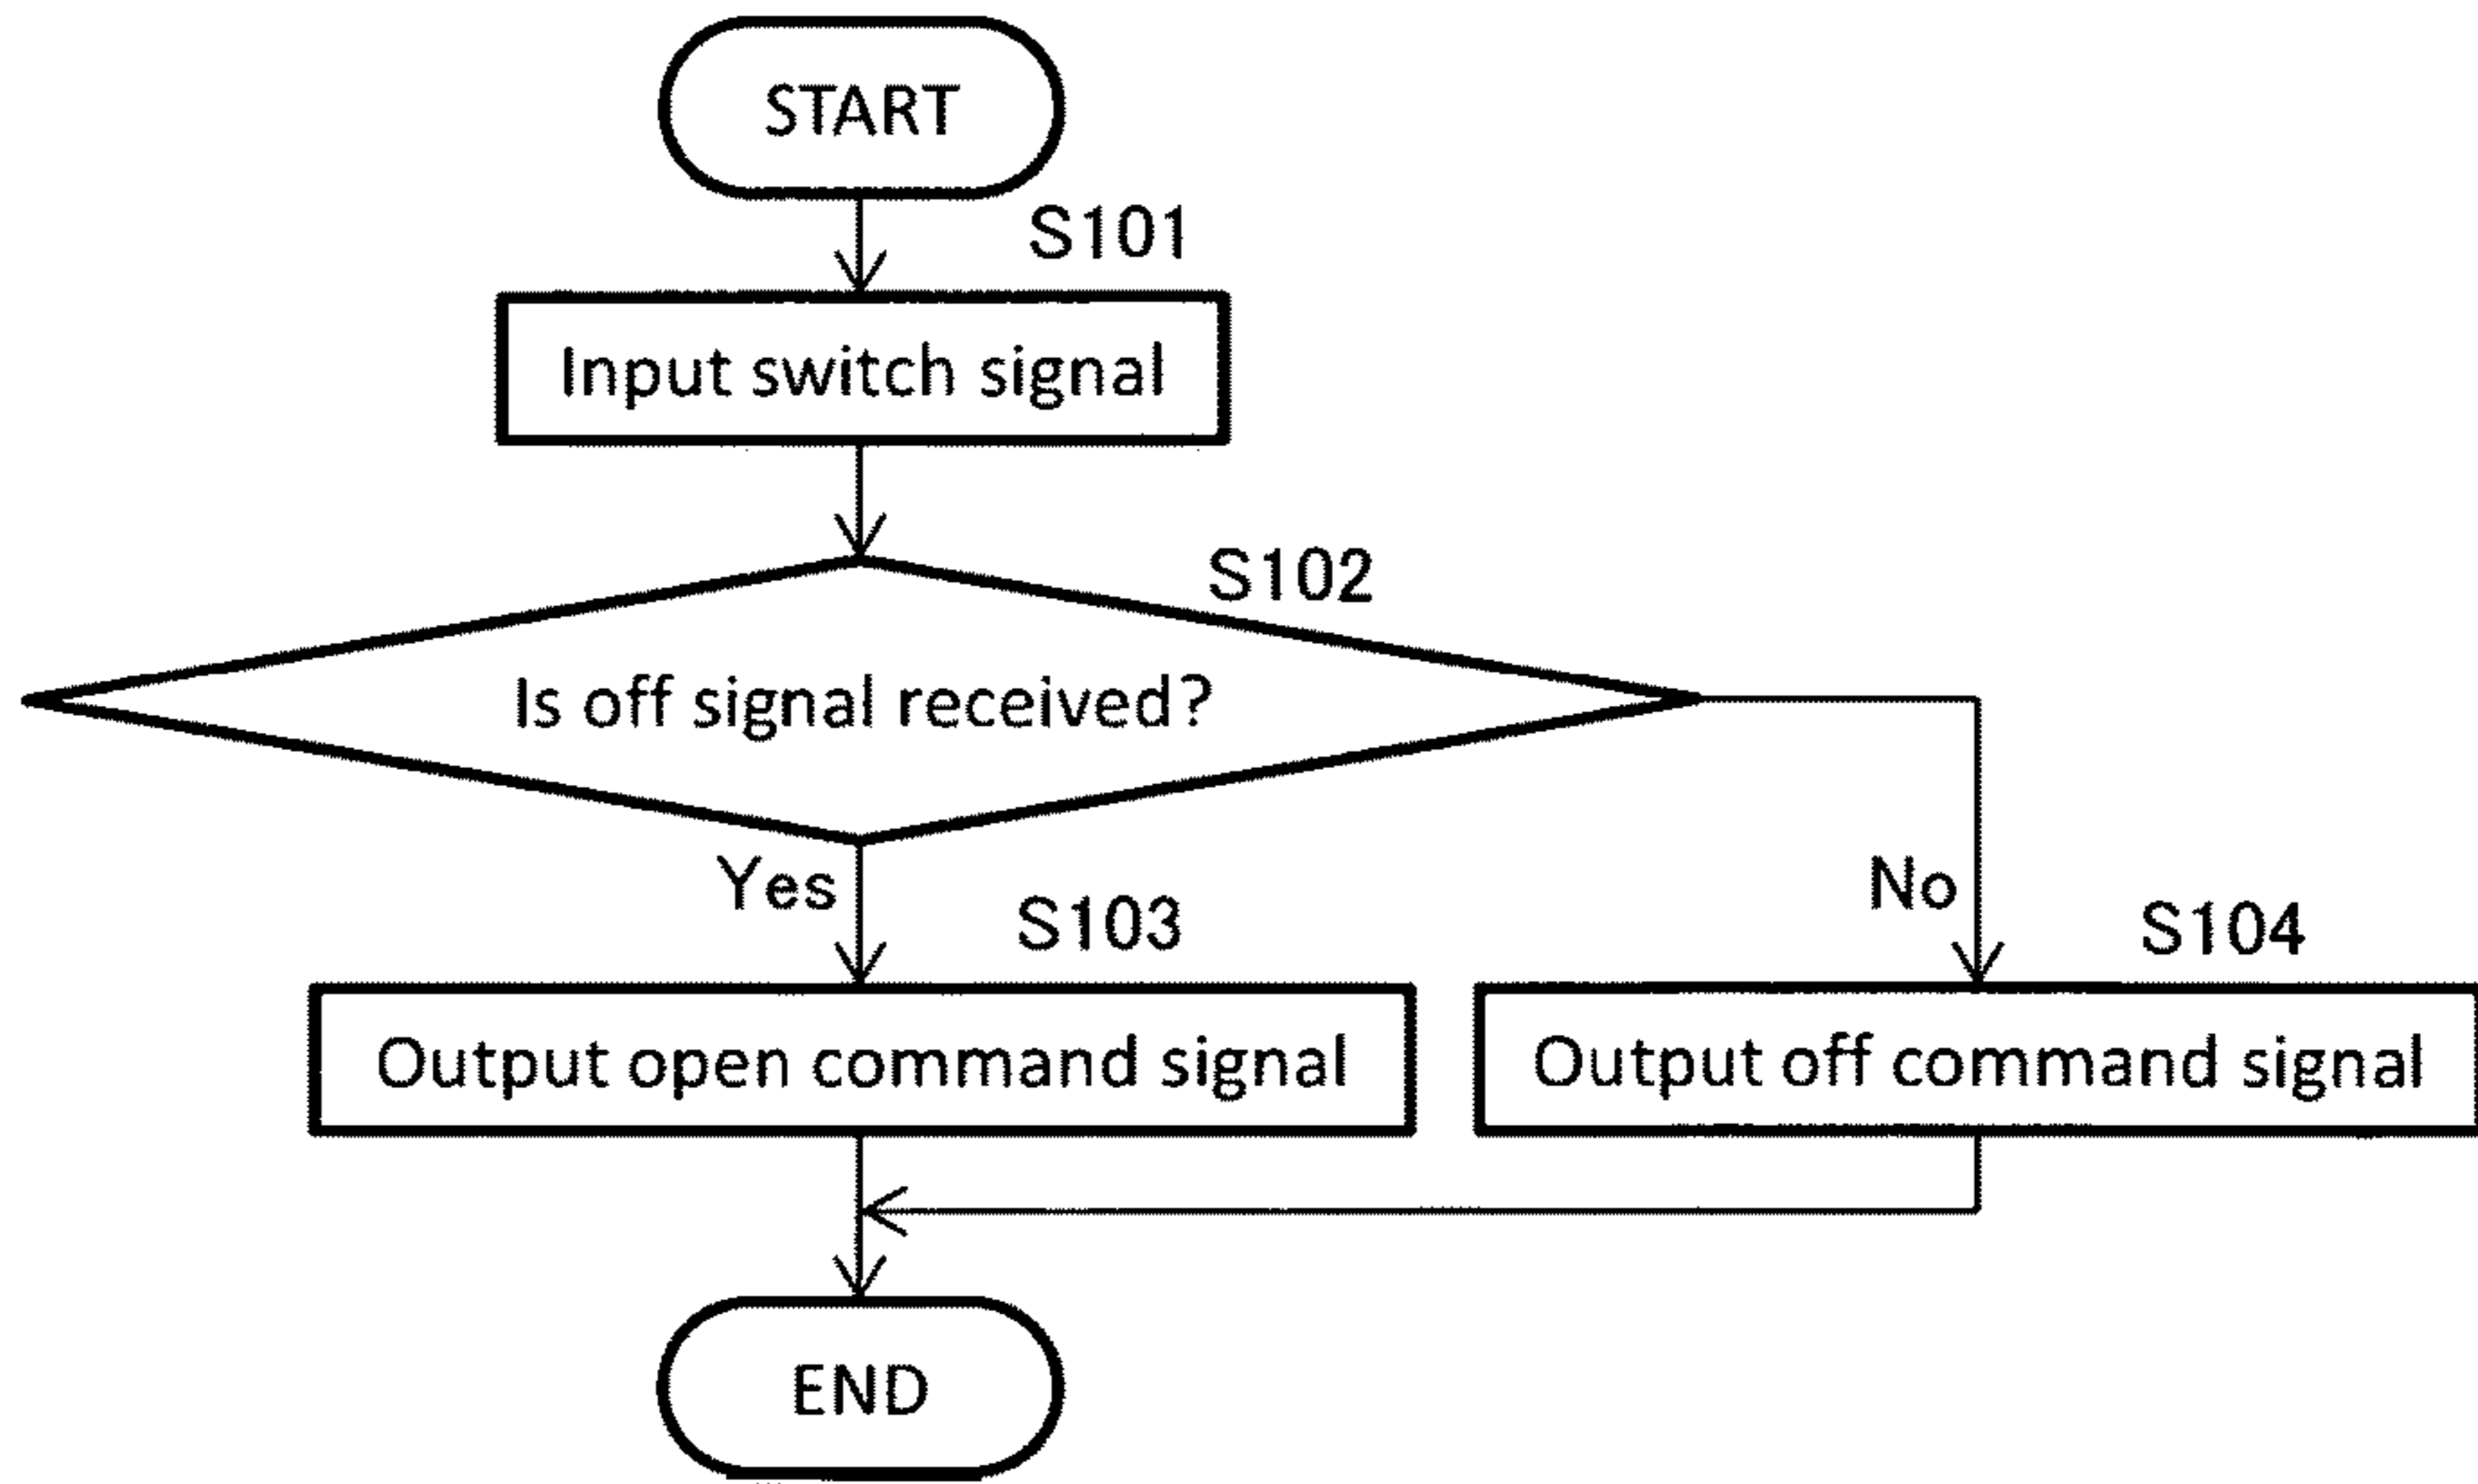 START
S101
Input switch signal
S102
Is off signal received?
Yes
No
S103
S104
Output open command signal
Output off command signal
END